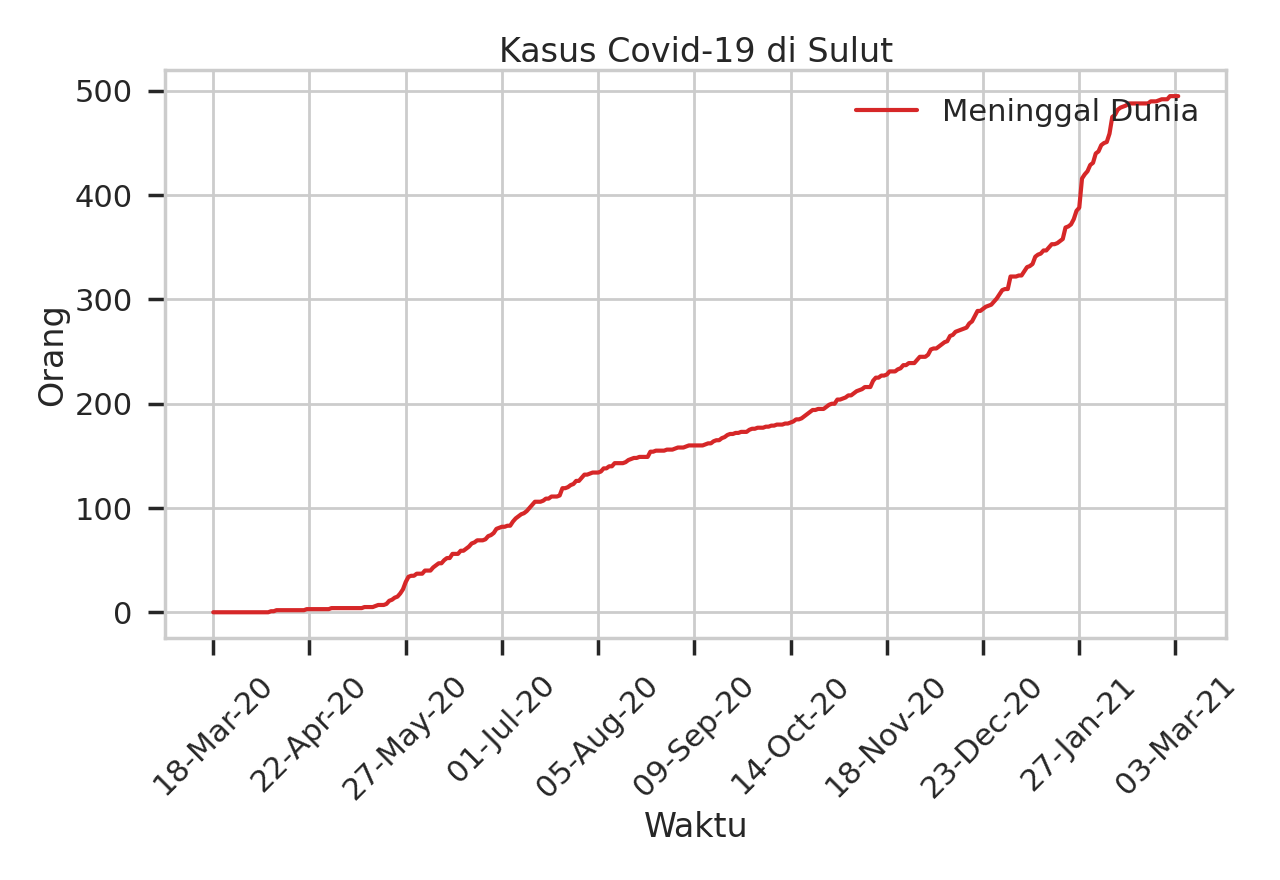 Kasus Covid-19 di Sulut
Meninggal Dunia
Orang
500
400
300
200
100
0
18-Mar-20
22-Apr-20
27-May-20
01-Jul-20
05-Aug-20
09-Sep-20
14-Oct-20
18-Nov-20
23-Dec-20
27-Jan-21
03-Mar-21
Waktu